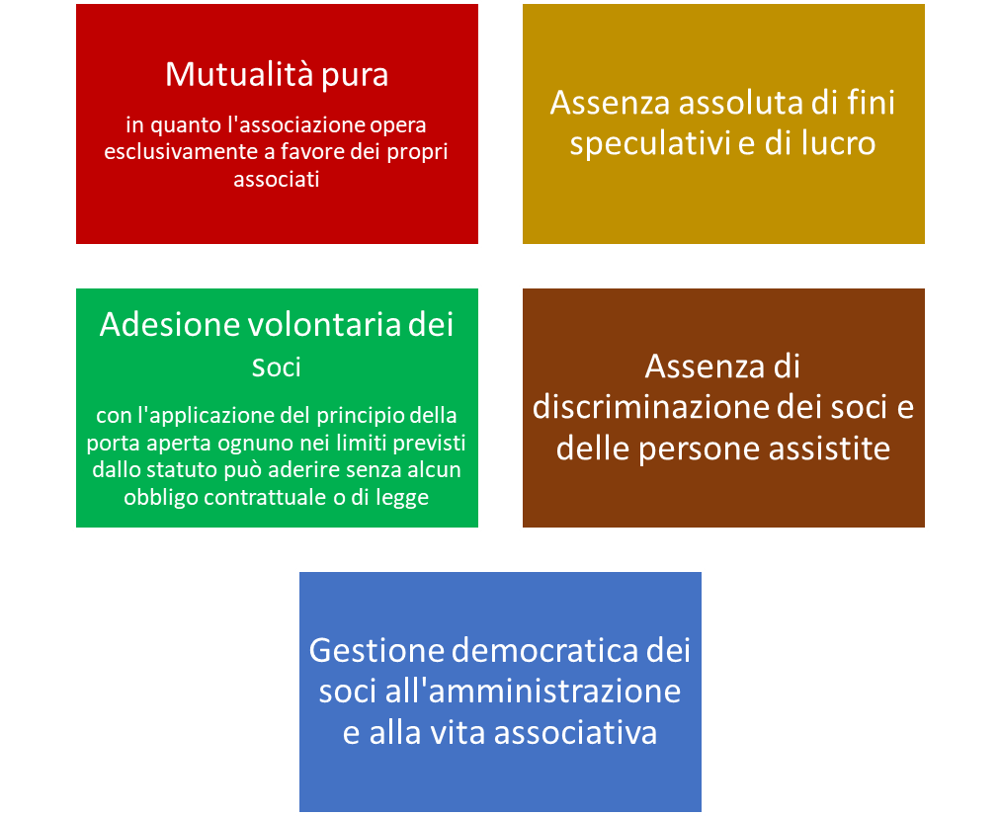 Mutualità pura
in quanto l'associazione opera
esclusivamente a favore dei propri
associati
Assenza assoluta di fini
speculativi e di lucro
Adesione volontaria dei
Soci
con l'applicazione del principio della
porta aperta ognuno nei limiti previsti
dallo statuto può aderire senza alcun
obbligo contrattuale o di legge
Assenza di
discriminazione dei soci e
delle persone assistite
Gestione democratica dei
soci all'amministrazione
e alla vita associativa